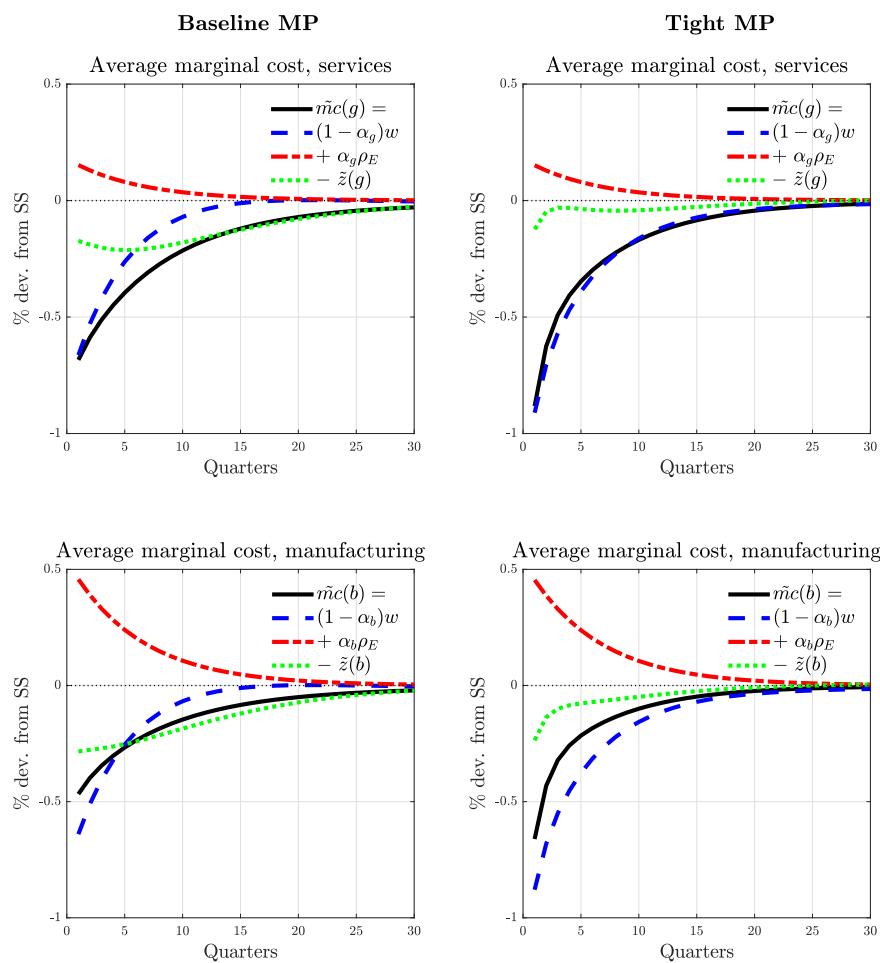 Baseline MP
Tight MP
Average marginal cost, services
0.5
0
-0.5
-1
% dev. from SS
m̃c(g) =
(1 − α_g)w
+ α_gρ_E
− z̃(g)
0 5 10 15 20 25 30
Quarters
Average marginal cost, services
0.5
0
-0.5
-1
% dev. from SS
m̃c(g) =
(1 − α_g)w
+ α_gρ_E
− z̃(g)
0 5 10 15 20 25 30
Quarters
Average marginal cost, manufacturing
0.5
0
-0.5
-1
% dev. from SS
m̃c(b) =
(1 − α_b)w
+ α_bρ_E
− z̃(b)
0 5 10 15 20 25 30
Quarters
Average marginal cost, manufacturing
0.5
0
-0.5
-1
% dev. from SS
m̃c(b) =
(1 − α_b)w
+ α_bρ_E
− z̃(b)
0 5 10 15 20 25 30
Quarters